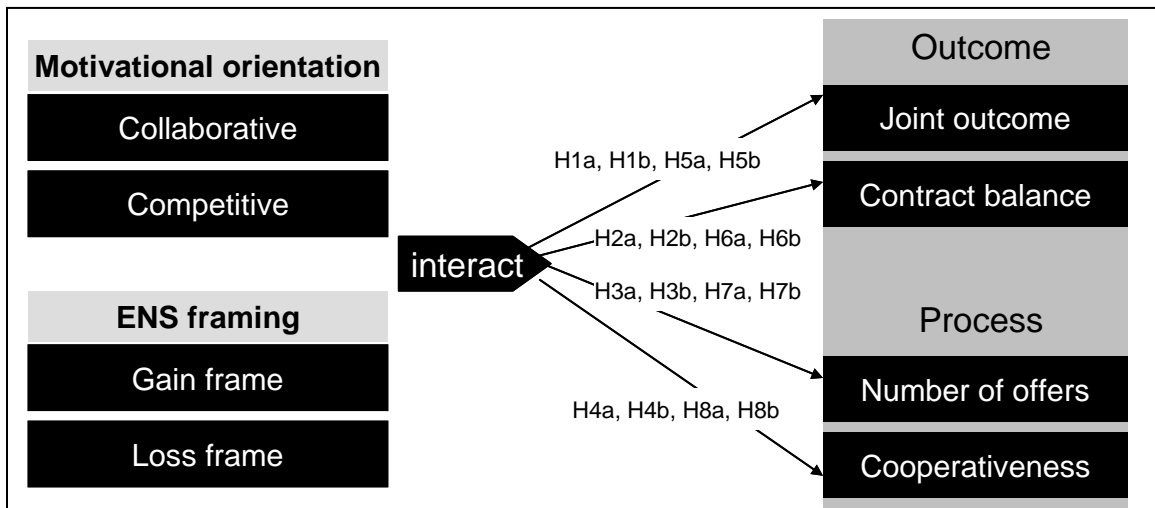 Motivational orientation
Collaborative
Competitive
ENS framing
Gain frame
Loss frame
interact
H1a, H1b, H5a, H5b
H2a, H2b, H6a, H6b
H3a, H3b, H7a, H7b
H4a, H4b, H8a, H8b
Outcome
Joint outcome
Contract balance
Process
Number of offers
Cooperativeness